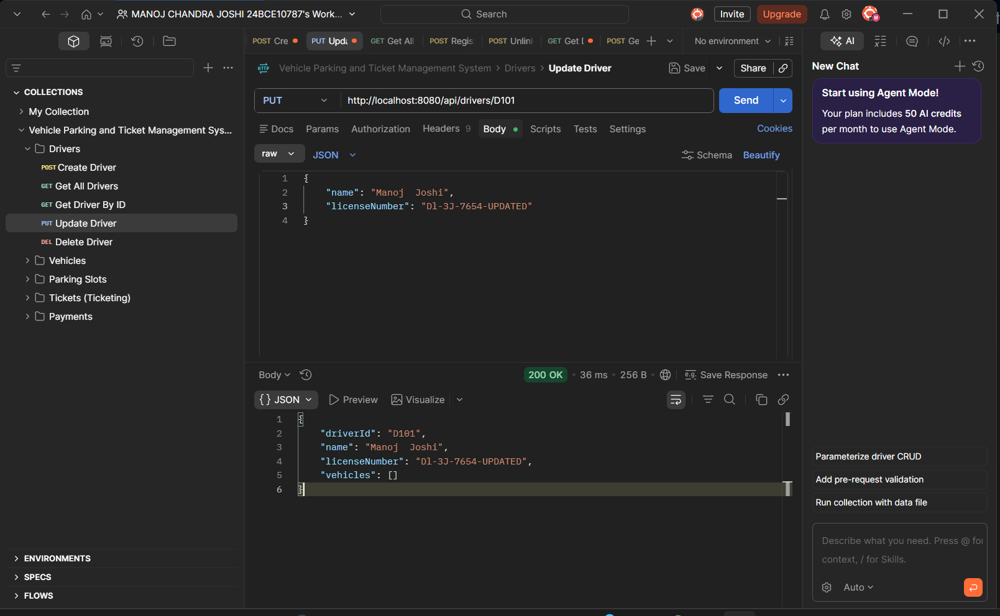 MANOJ CHANDRA JOSHI 24BCE10787's Work...
Search
Invite
Upgrade
POST Cre
PUT Upda
GET Get All
POST Regis
POST Unlin
GET Get
POST Ge
No environment
AI
HTTP
Vehicle Parking and Ticket Management System > Drivers > Update Driver
Save
Share
New Chat
Start using Agent Mode!
Your plan includes 50 AI credits
per month to use Agent Mode.
COLLECTIONS
My Collection
Vehicle Parking and Ticket Management Sys...
Drivers
POST Create Driver
GET Get All Drivers
GET Get Driver By ID
PUT Update Driver
DEL Delete Driver
Vehicles
Parking Slots
Tickets (Ticketing)
Payments
ENVIRONMENTS
SPECS
FLOWS
PUT
http://localhost:8080/api/drivers/D101
Send
Docs
Params
Authorization
Headers 9
Body
Scripts
Tests
Settings
Cookies
raw
JSON
Schema
Beautify
1 {
2 "name": "Manoj  Joshi",
3 "licenseNumber": "Dl-3J-7654-UPDATED"
4 }
Body
200 OK
36 ms
256 B
e.g. Save Response
{} JSON
Preview
Visualize
1 {
2 "driverId": "D101",
3 "name": "Manoj  Joshi",
4 "licenseNumber": "Dl-3J-7654-UPDATED",
5 "vehicles": []
6 }
Parameterize driver CRUD
Add pre-request validation
Run collection with data file
Describe what you need. Press @ for
context, / for Skills.
Auto